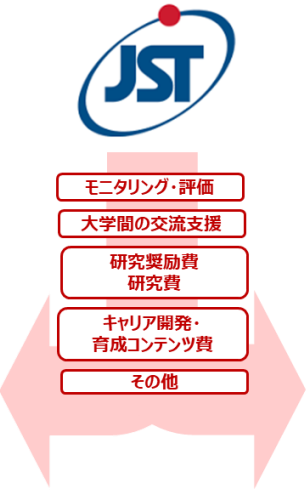 JST
モニタリング・評価
大学間の交流支援
研究奨励費
研究費
キャリア開発・
育成コンテンツ費
その他